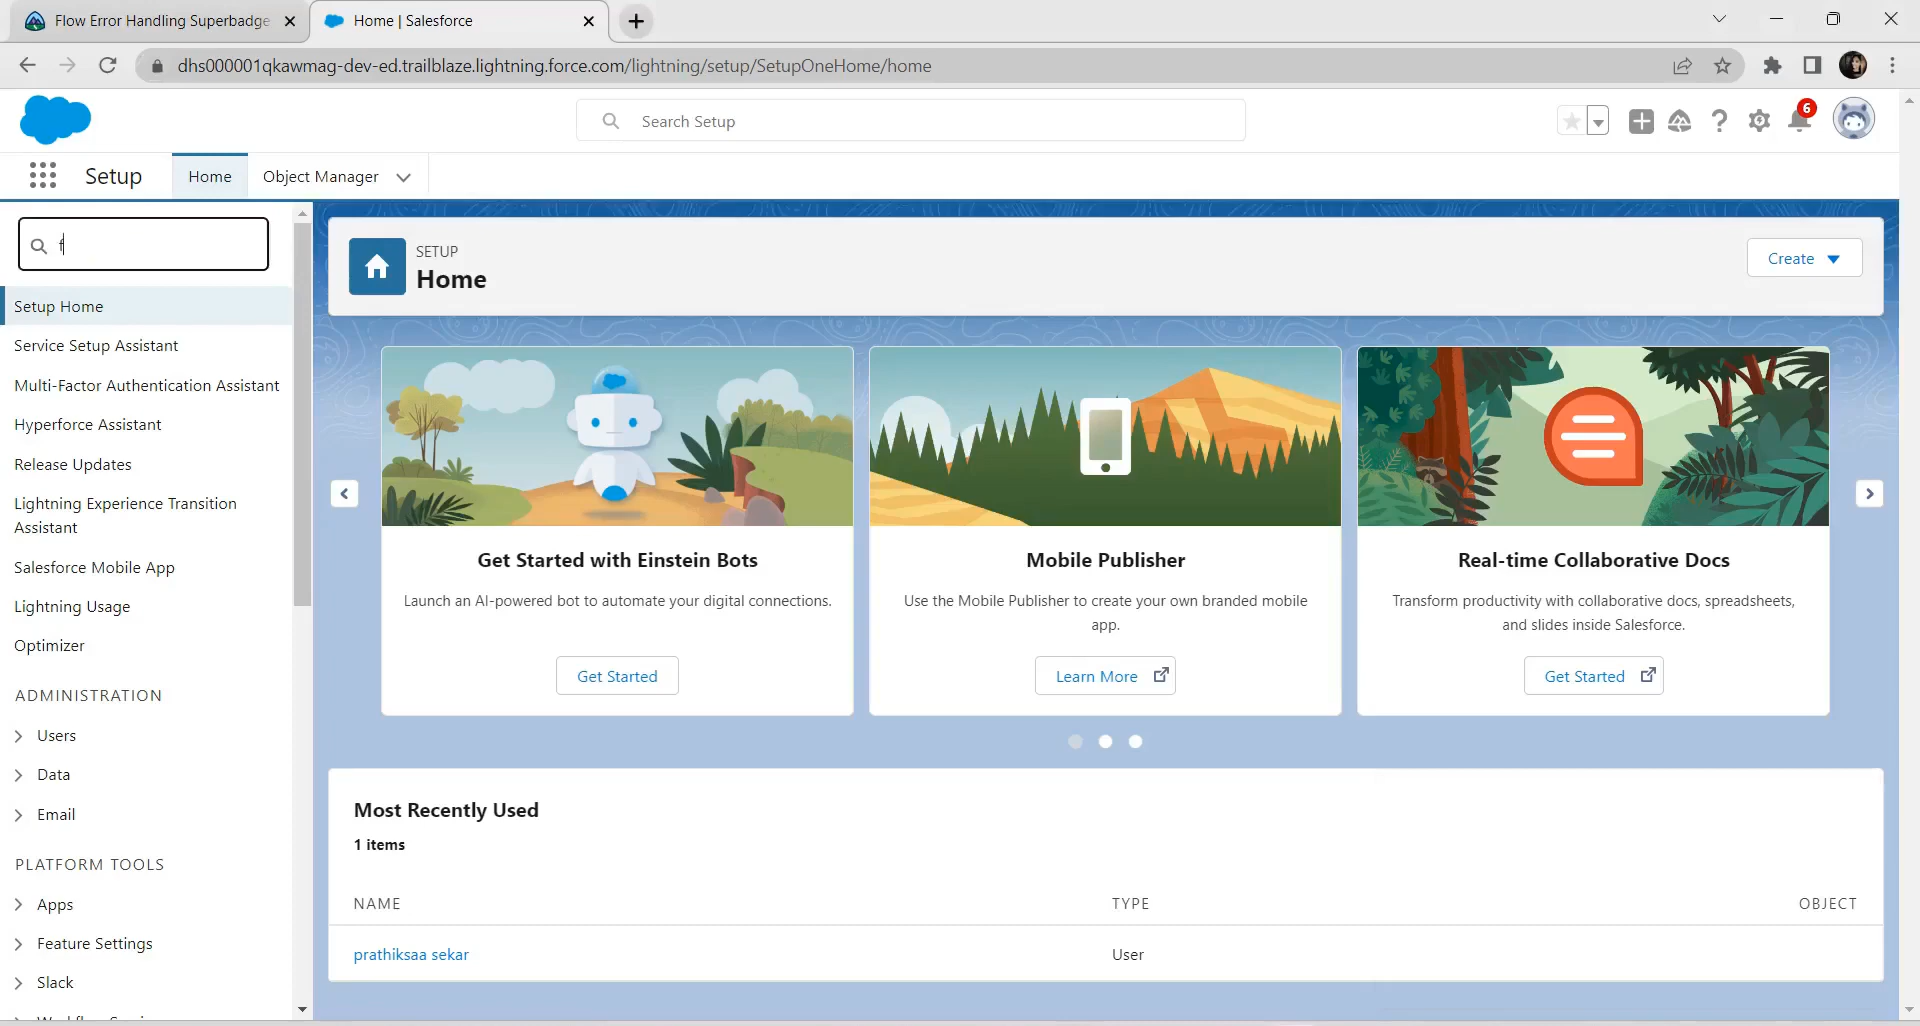 Flow Error Handling Superbadge
Home | Salesforce
dhs000001qkawmag-dev-ed.trailblaze.lightning.force.com/lightning/setup/SetupOneHome/home
Search Setup
6
Setup
Home
Object Manager
f
Setup Home
Service Setup Assistant
Multi-Factor Authentication Assistant
Hyperforce Assistant
Release Updates
Lightning Experience Transition
Assistant
Salesforce Mobile App
Lightning Usage
Optimizer
ADMINISTRATION
Users
Data
Email
PLATFORM TOOLS
Apps
Feature Settings
Slack
SETUP
Home
Create
Get Started with Einstein Bots
Launch an AI-powered bot to automate your digital connections.
Get Started
Mobile Publisher
Use the Mobile Publisher to create your own branded mobile
app.
Learn More
Real-time Collaborative Docs
Transform productivity with collaborative docs, spreadsheets,
and slides inside Salesforce.
Get Started
Most Recently Used
1 items
NAME TYPE OBJECT
prathiksaa sekar User